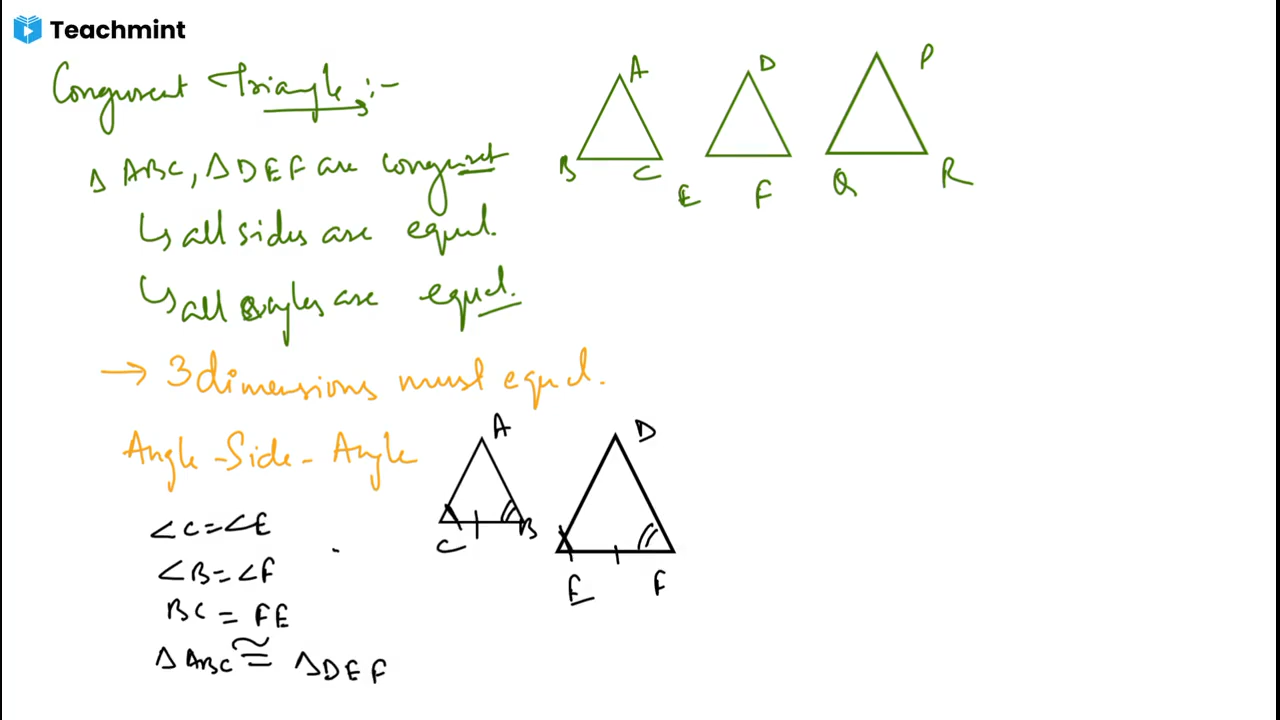 Teachmint
Congruent Triangle :-
A D P
△ ABC, △ DEF are congruent
B C E F Q R
↳ all sides are equal.
↳ all angles are equal.
→ 3 dimensions must equal.
A D
Angle - Side - Angle
∠C = ∠E
C B
∠B = ∠F
E F
BC = FE
△ ABC ≅ △ DEF